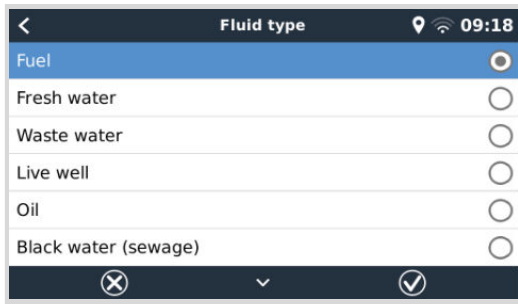 Fluid type 09:18
Fuel
Fresh water
Waste water
Live well
Oil
Black water (sewage)